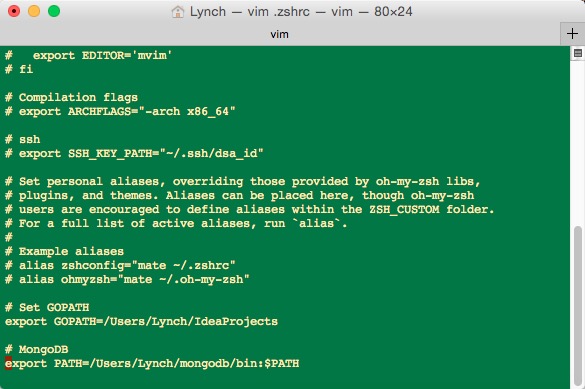 Lynch — vim .zshrc — vim — 80×24
vim
+
#   export EDITOR='mvim'
# fi
# Compilation flags
# export ARCHFLAGS="-arch x86_64"
# ssh
# export SSH_KEY_PATH="~/.ssh/dsa_id"
# Set personal aliases, overriding those provided by oh-my-zsh libs,
# plugins, and themes. Aliases can be placed here, though oh-my-zsh
# users are encouraged to define aliases within the ZSH_CUSTOM folder.
# For a full list of active aliases, run `alias`.
#
# Example aliases
# alias zshconfig="mate ~/.zshrc"
# alias ohmyzsh="mate ~/.oh-my-zsh"
# Set GOPATH
export GOPATH=/Users/Lynch/IdeaProjects
# MongoDB
export PATH=/Users/Lynch/mongodb/bin:$PATH